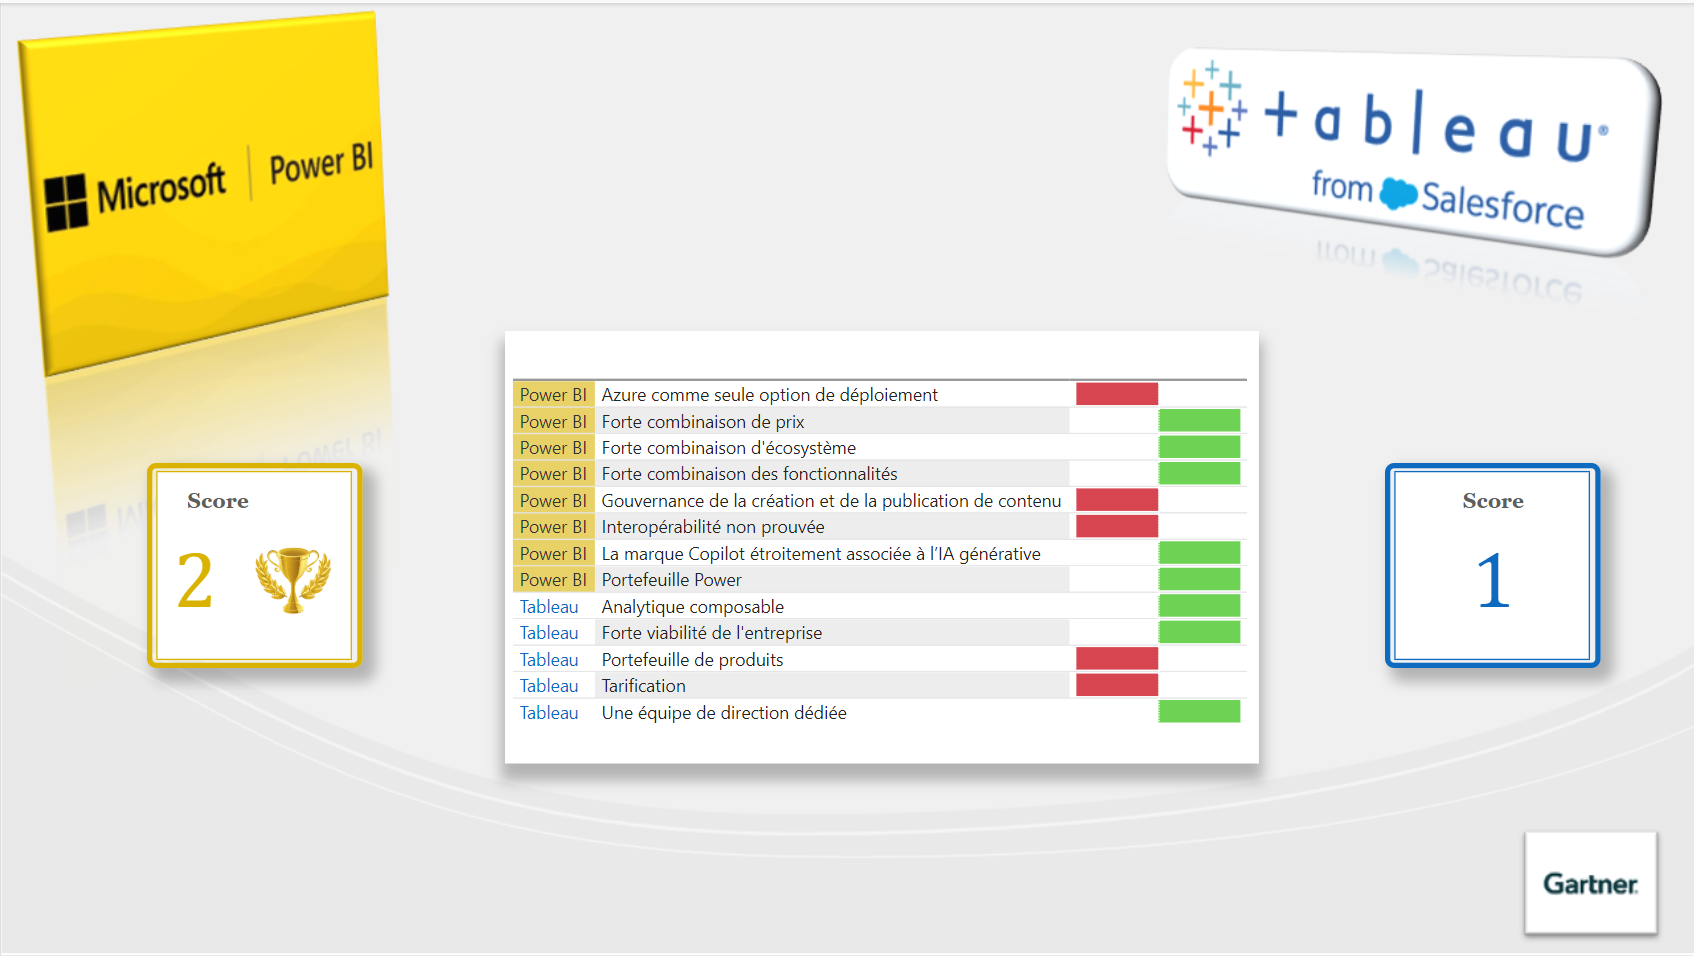 Microsoft | Power BI
tableau®
from Salesforce
Power BI Azure comme seule option de déploiement
Power BI Forte combinaison de prix
Power BI Forte combinaison d'écosystème
Power BI Forte combinaison des fonctionnalités
Power BI Gouvernance de la création et de la publication de contenu
Power BI Interopérabilité non prouvée
Power BI La marque Copilot étroitement associée à l’IA générative
Power BI Portefeuille Power
Tableau Analytique composable
Tableau Forte viabilité de l'entreprise
Tableau Portefeuille de produits
Tableau Tarification
Tableau Une équipe de direction dédiée
Score
2
Score
1
Gartner